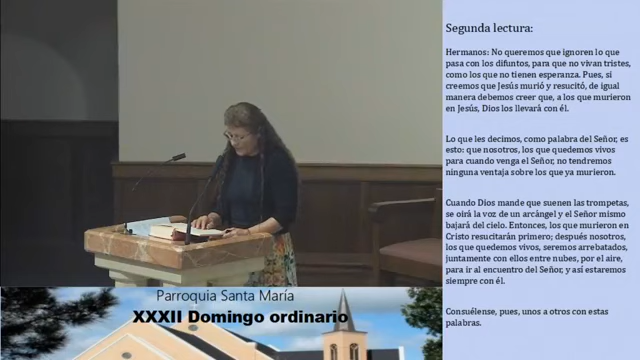 Segunda lectura:
Hermanos: No queremos que ignoren lo que
pasa con los difuntos, para que no vivan tristes,
como los que no tienen esperanza. Pues, si
creemos que Jesús murió y resucitó, de igual
manera debemos creer que, a los que murieron
en Jesús, Dios los llevará con él.
Lo que les decimos, como palabra del Señor, es
esto: que nosotros, los que quedemos vivos
para cuando venga el Señor, no tendremos
ninguna ventaja sobre los que ya murieron.
Cuando Dios mande que suenen las trompetas,
se oirá la voz de un arcángel y el Señor mismo
bajará del cielo. Entonces, los que murieron en
Cristo resucitarán primero; después nosotros,
los que quedemos vivos, seremos arrebatados,
juntamente con ellos entre nubes, por el aire,
para ir al encuentro del Señor, y así estaremos
siempre con él.
Consuélense, pues, unos a otros con estas
palabras.
Parroquia Santa María
XXXII Domingo ordinario